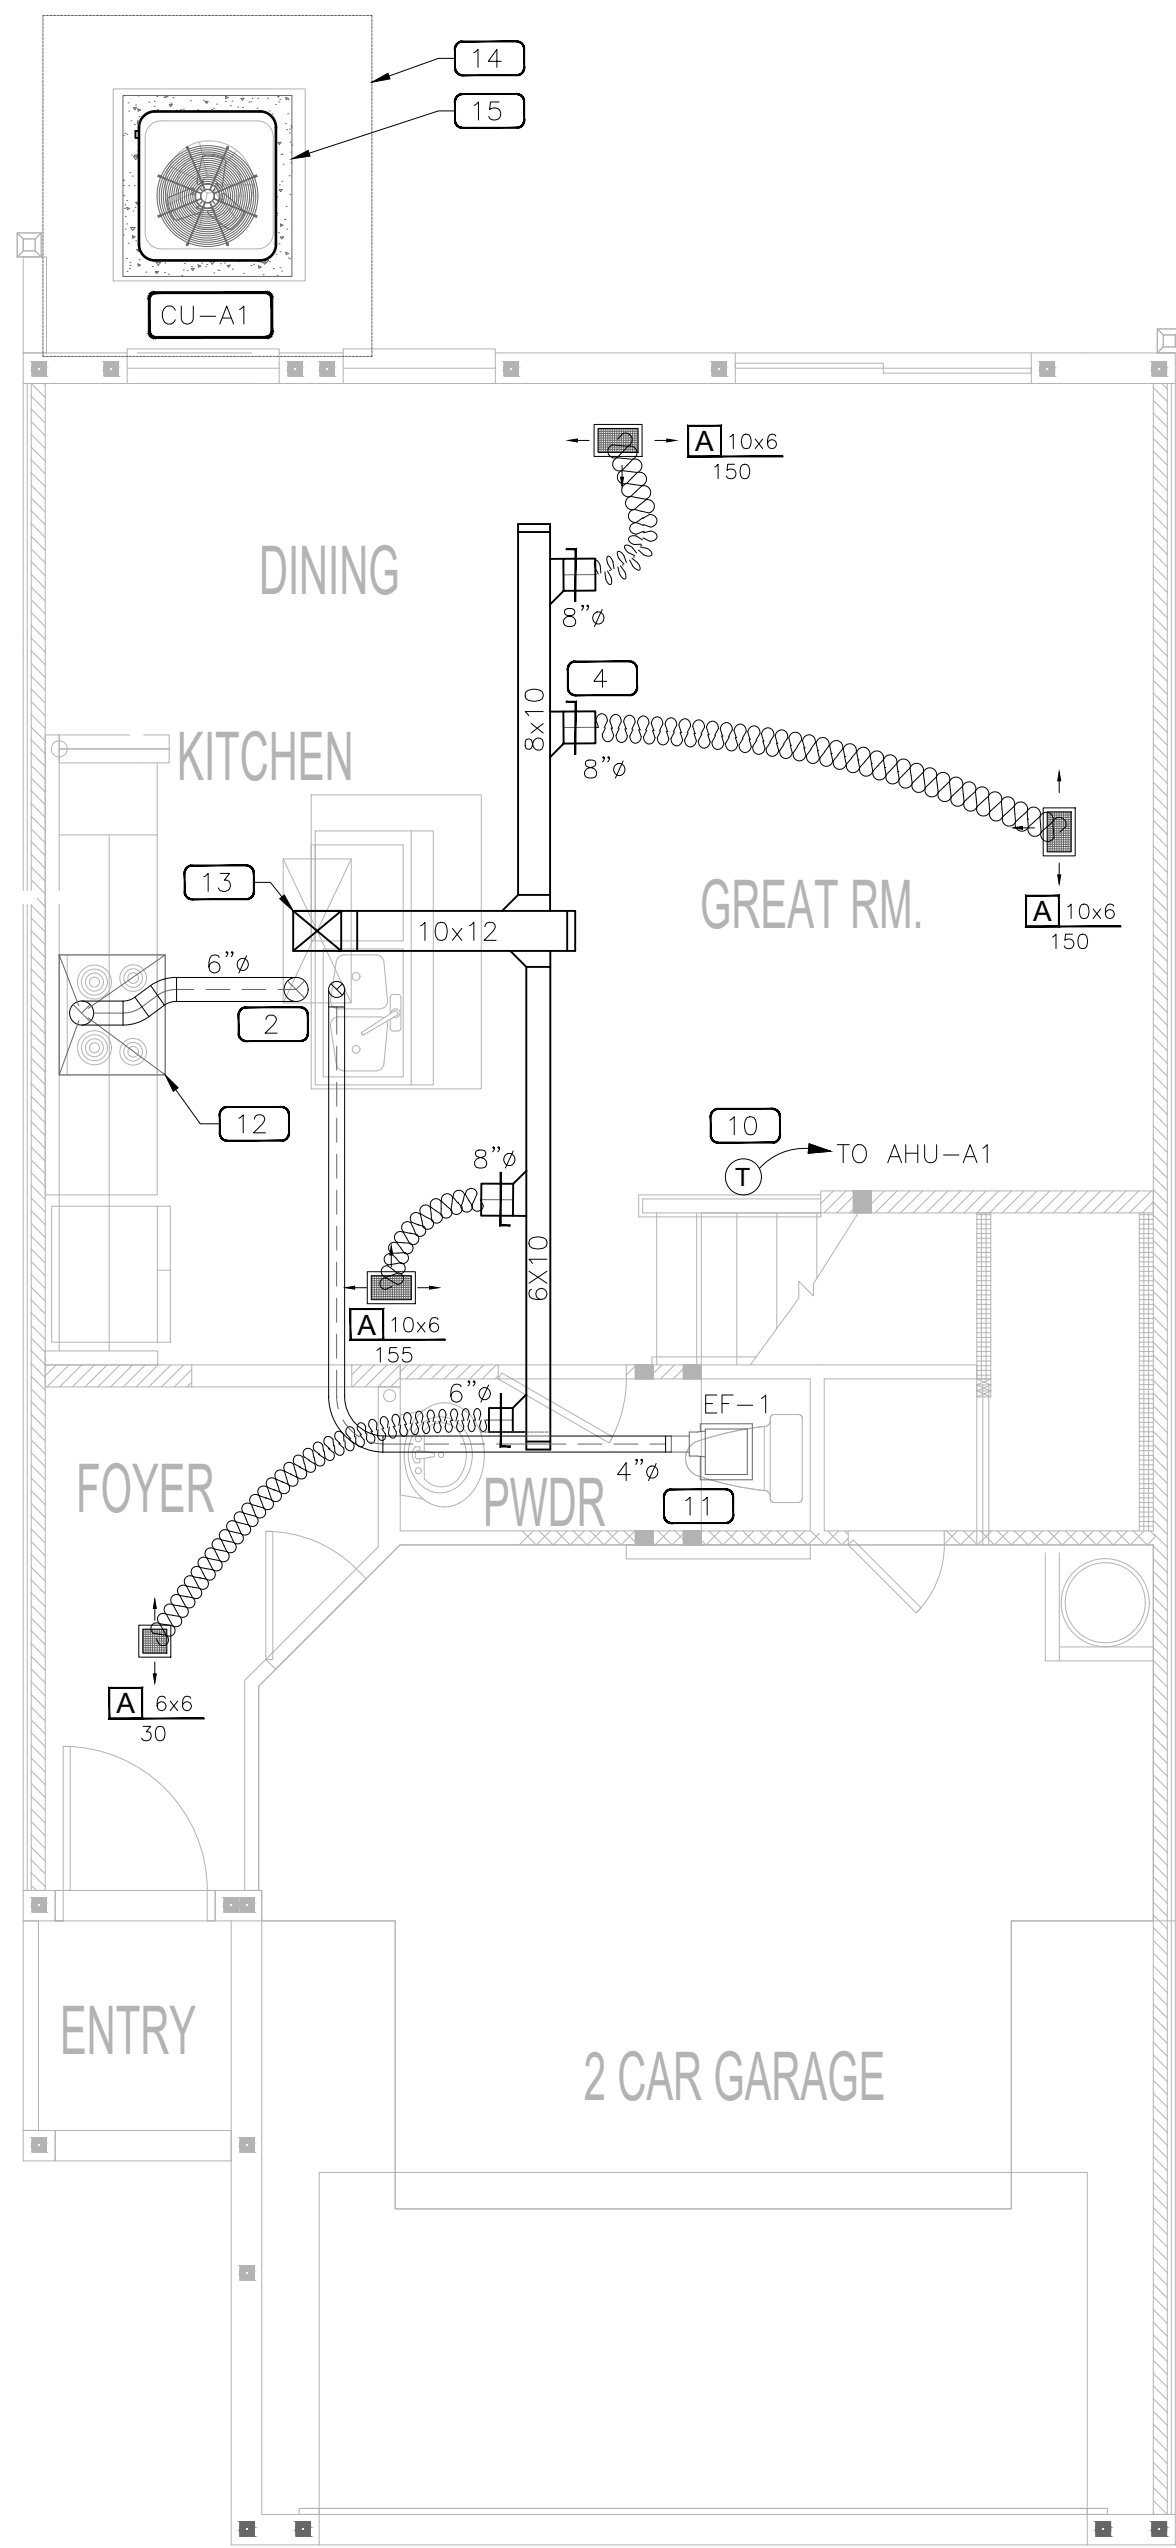 14
15
CU-A1
A 10x6
150
DINING
8"ø
4
8x10
KITCHEN
8"ø
13
GREAT RM.
A 10x6
150
10x12
6"ø
2
12
10
T
TO AHU-A1
8"ø
6X10
A 10x6
155
6"ø
EF-1
FOYER
4"ø
PWDR
11
A 6x6
30
ENTRY
2 CAR GARAGE